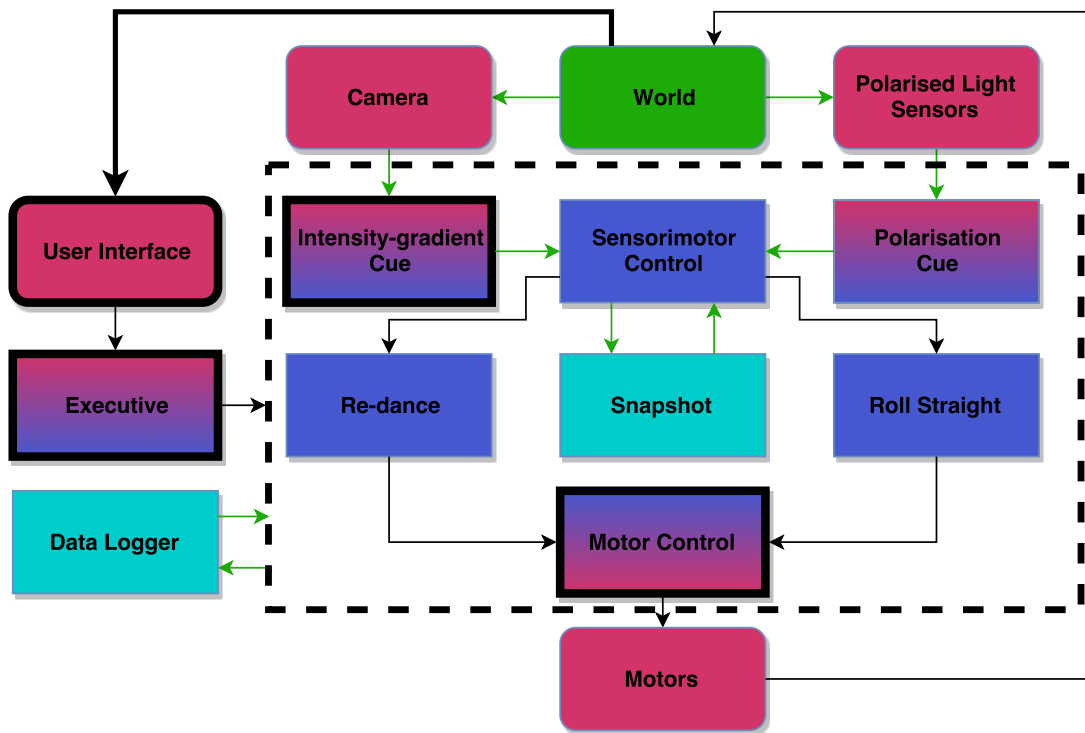 Camera
World
Polarised Light
Sensors
User Interface
Intensity-gradient
Cue
Sensorimotor
Control
Polarisation
Cue
Executive
Re-dance
Snapshot
Roll Straight
Data Logger
Motor Control
Motors